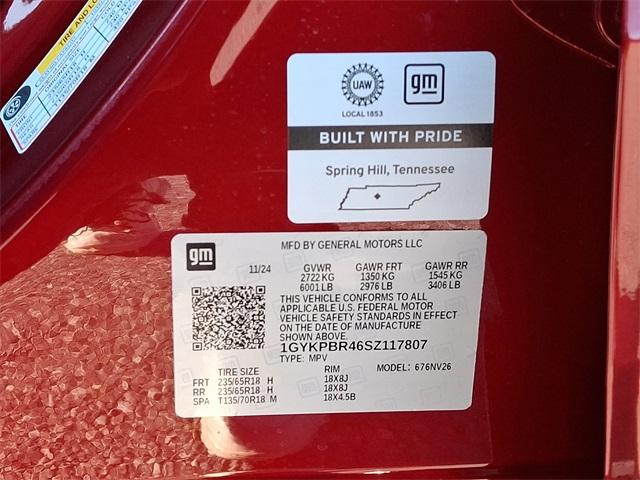 TIRE AND LO
UAW
gm
LOCAL 1853
BUILT WITH PRIDE
Spring Hill, Tennessee
gm
MFD BY GENERAL MOTORS LLC
11/24 GVWR GAWR FRT GAWR RR
2722 KG 1350 KG 1545 KG
6001 LB 2976 LB 3406 LB
THIS VEHICLE CONFORMS TO ALL
APPLICABLE U.S. FEDERAL MOTOR
VEHICLE SAFETY STANDARDS IN EFFECT
ON THE DATE OF MANUFACTURE
SHOWN ABOVE.
1GYKPBR46SZ117807
TYPE: MPV
TIRE SIZE RIM MODEL: 676NV26
FRT 235/65R18 H 18X8J
RR 235/65R18 H 18X8J
SPA T135/70R18 M 18X4.5B